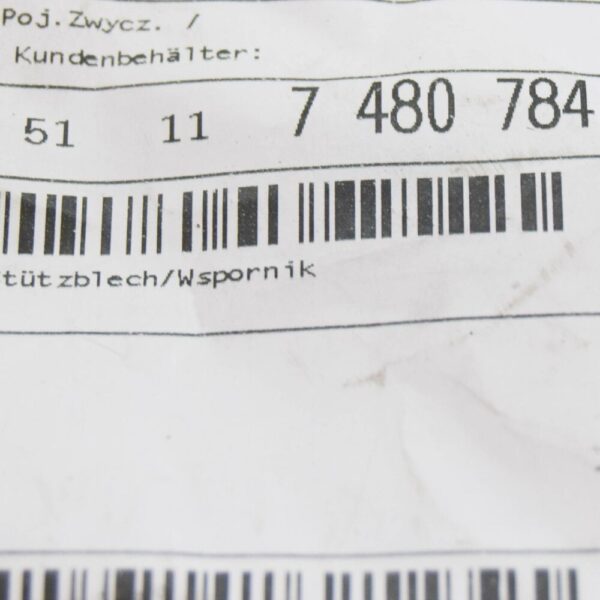 Poj.Zwycz. /
Kundenbehälter:
51 11 7 480 784
tützblech/Wspornik